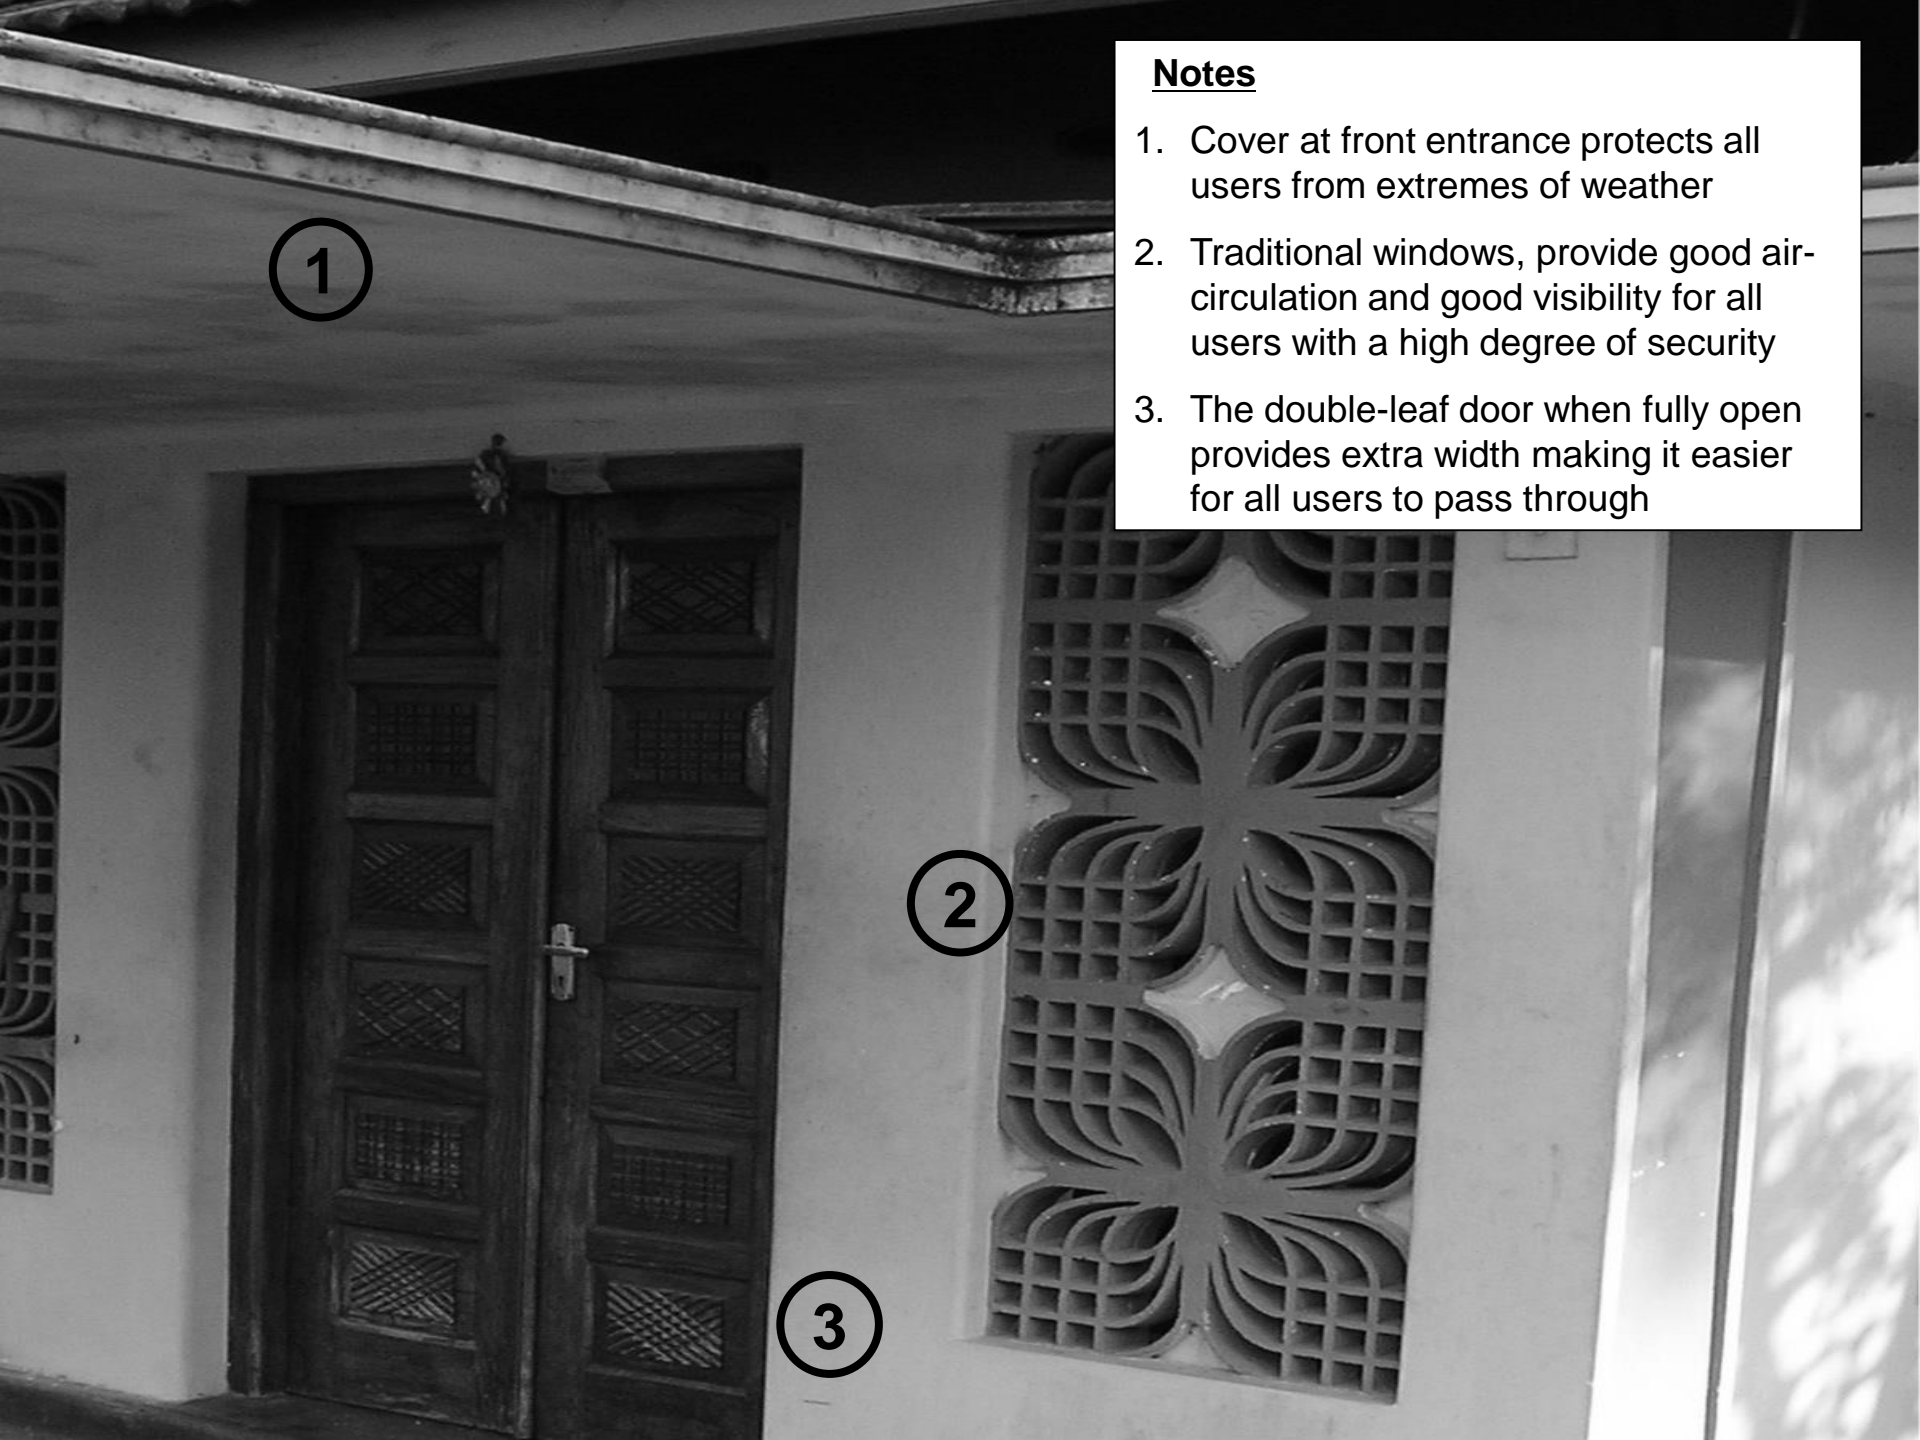 Notes
1. Cover at front entrance protects all
users from extremes of weather
2. Traditional windows, provide good air-
circulation and good visibility for all
users with a high degree of security
3. The double-leaf door when fully open
provides extra width making it easier
for all users to pass through
1
2
3